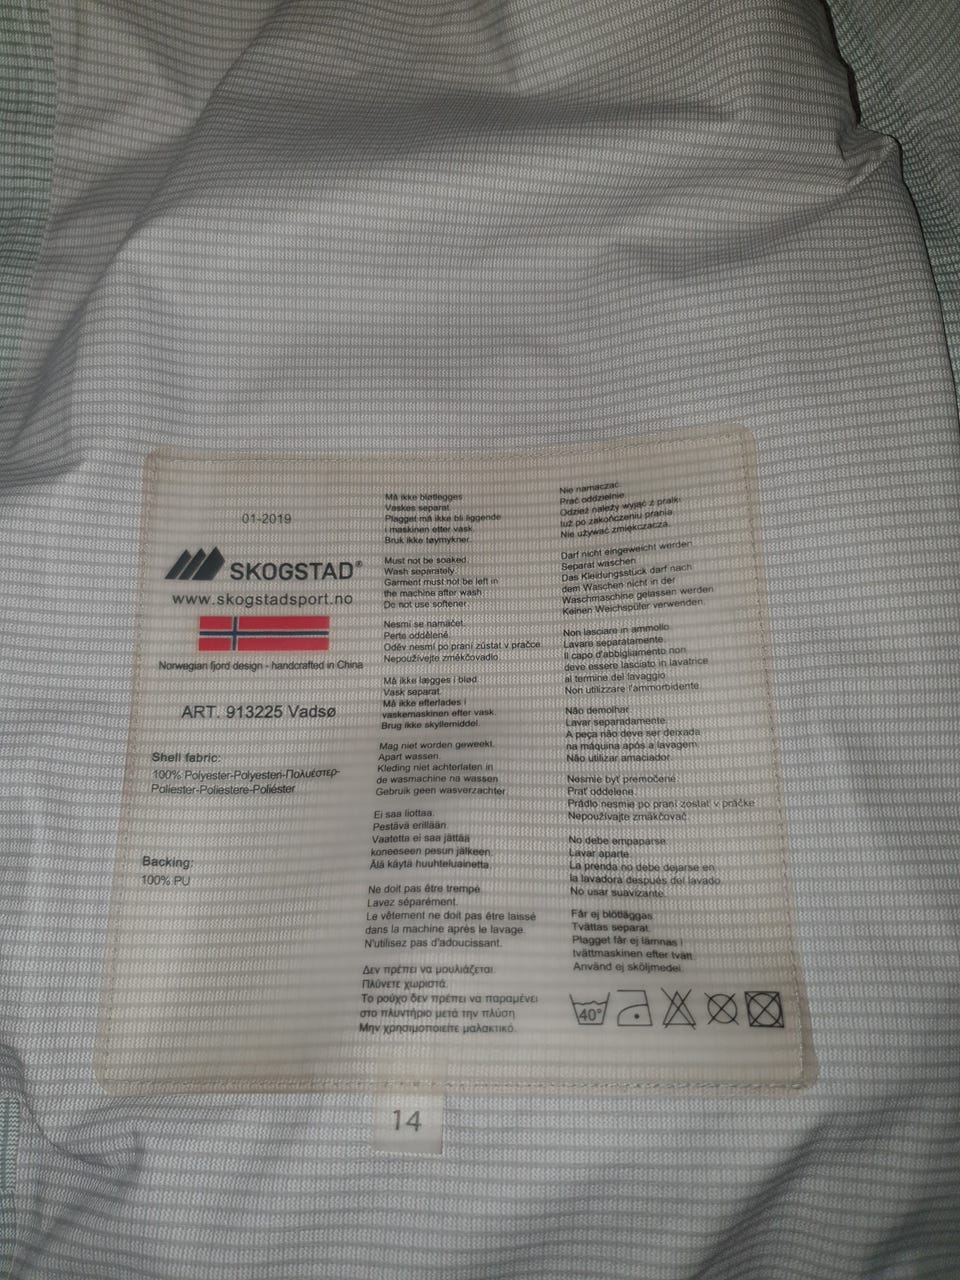 01-2019
SKOGSTAD®
www.skogstadsport.no
Norwegian fjord design - handcrafted in China
ART. 913225 Vadsø
Shell fabric:
100% Polyester-Polyesteri-Πολυέστερ-
Poliester-Poliestere-Poliéster
Backing:
100% PU
Må ikke bløtlegges
Vaskes separat.
Plagget må ikke bli liggende
i maskinen etter vask.
Bruk ikke tøymykner.
Must not be soaked.
Wash separately.
Garment must not be left in
the machine after wash.
Do not use softener.
Nesmí se namáčet.
Perte odděleně.
Oděv nesmí po praní zůstat v pračce.
Nepoužívejte změkčovadlo.
Må ikke lægges i blød.
Vask separat.
Må ikke efterlades i
vaskemaskinen efter vask.
Brug ikke skyllemiddel.
Mag niet worden geweekt.
Apart wassen.
Kleding niet achterlaten in
de wasmachine na wassen.
Gebruik geen wasverzachter.
Ei saa liottaa.
Pestävä erillään.
Vaatetta ei saa jättää
koneeseen pesun jälkeen.
Älä käytä huuhteluainetta.
Ne doit pas être trempé.
Lavez séparément.
Le vêtement ne doit pas être laissé
dans la machine après le lavage.
N'utilisez pas d'adoucissant.
Δεν πρέπει να μουλιάζεται.
Πλύνετε χωριστά.
Το ρούχο δεν πρέπει να παραμένει
στο πλυντήριο μετά την πλύση.
Μην χρησιμοποιείτε μαλακτικό.
Nie namaczać.
Prać oddzielnie.
Odzież należy wyjąć z pralki
tuż po zakończeniu prania.
Nie używać zmiękczacza.
Darf nicht eingeweicht werden.
Separat waschen.
Das Kleidungsstück darf nach
dem Waschen nicht in der
Waschmaschine gelassen werden.
Keinen Weichspüler verwenden.
Non lasciare in ammollo.
Lavare separatamente.
Il capo d'abbigliamento non
deve essere lasciato in lavatrice
al termine del lavaggio.
Non utilizzare l'ammorbidente.
Não demolhar.
Lavar separadamente.
A peça não deve ser deixada
na máquina após a lavagem.
Não utilizar amaciador.
Nesmie byť premočené.
Prať oddelene.
Prádlo nesmie po praní zostať v práčke.
Nepoužívajte zmäkčovač.
No debe empaparse.
Lavar aparte.
La prenda no debe dejarse en
la lavadora después del lavado.
No usar suavizante.
Får ej blötläggas.
Tvättas separat.
Plagget får ej lämnas i
tvättmaskinen efter tvätt.
Använd ej sköljmedel.
40°
14